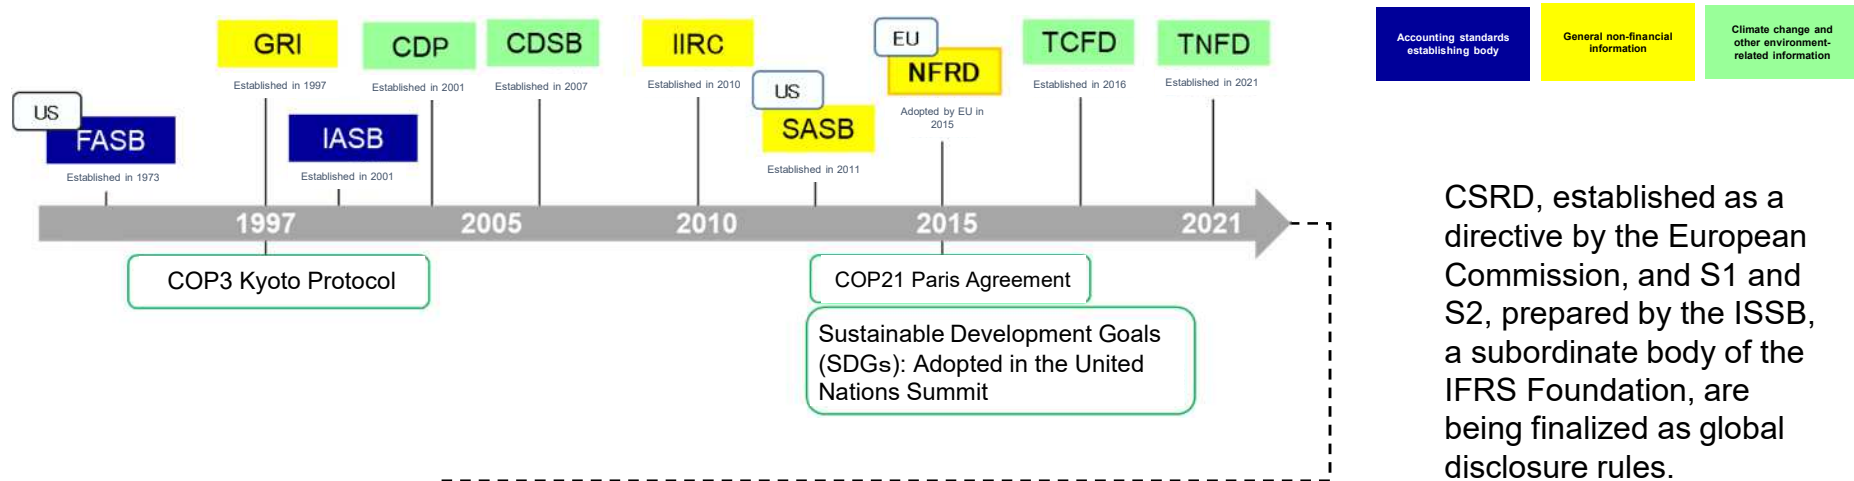 GRI
CDP
CDSB
IIRC
EU
NFRD
TCFD
TNFD
Accounting standards
establishing body
General non-financial
information
Climate change and
other environment-
related information
Established in 1997
Established in 2001
Established in 2007
Established in 2010
Adopted by EU in
2015
Established in 2016
Established in 2021
US
FASB
Established in 1973
IASB
Established in 2001
US
SASB
Established in 2011
1997
2005
2010
2015
2021
COP3 Kyoto Protocol
COP21 Paris Agreement
Sustainable Development Goals
(SDGs): Adopted in the United
Nations Summit
CSRD, established as a
directive by the European
Commission, and S1 and
S2, prepared by the ISSB,
a subordinate body of the
IFRS Foundation, are
being finalized as global
disclosure rules.